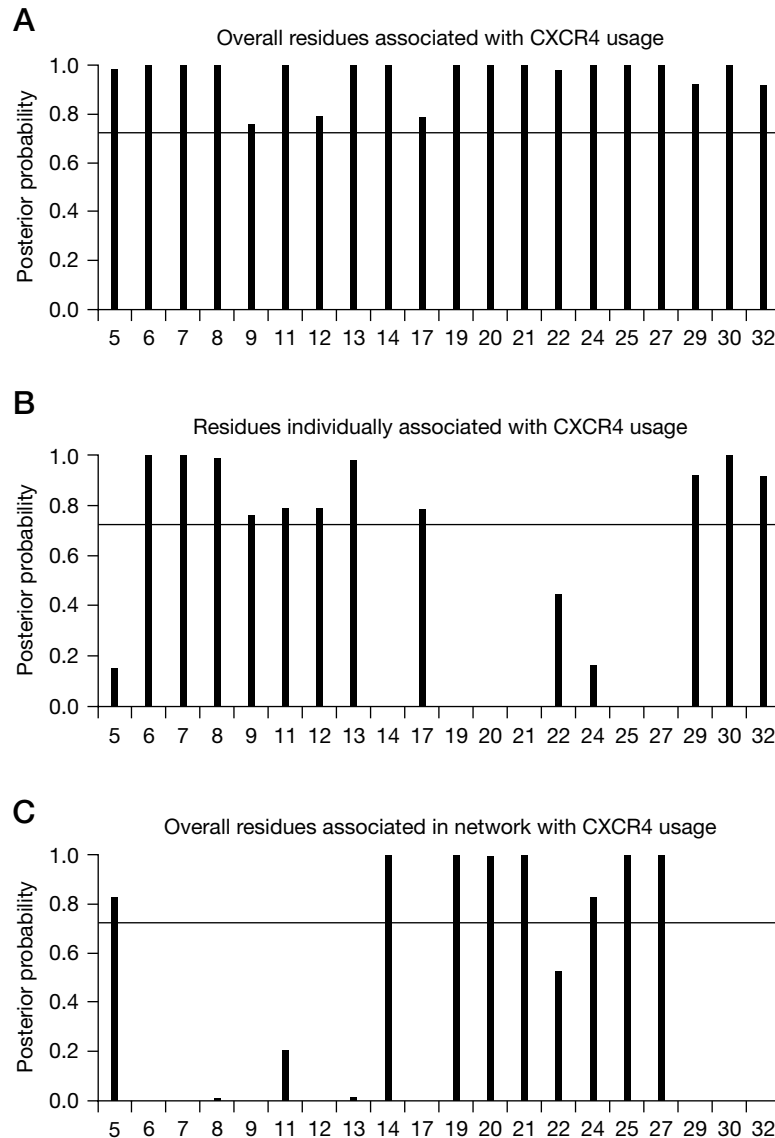 A
Overall residues associated with CXCR4 usage
Posterior probability
1.0
0.8
0.6
0.4
0.2
0.0
5 6 7 8 9 11 12 13 14 17 19 20 21 22 24 25 27 29 30 32
B
Residues individually associated with CXCR4 usage
Posterior probability
1.0
0.8
0.6
0.4
0.2
0.0
5 6 7 8 9 11 12 13 14 17 19 20 21 22 24 25 27 29 30 32
C
Overall residues associated in network with CXCR4 usage
Posterior probability
1.0
0.8
0.6
0.4
0.2
0.0
5 6 7 8 9 11 12 13 14 17 19 20 21 22 24 25 27 29 30 32